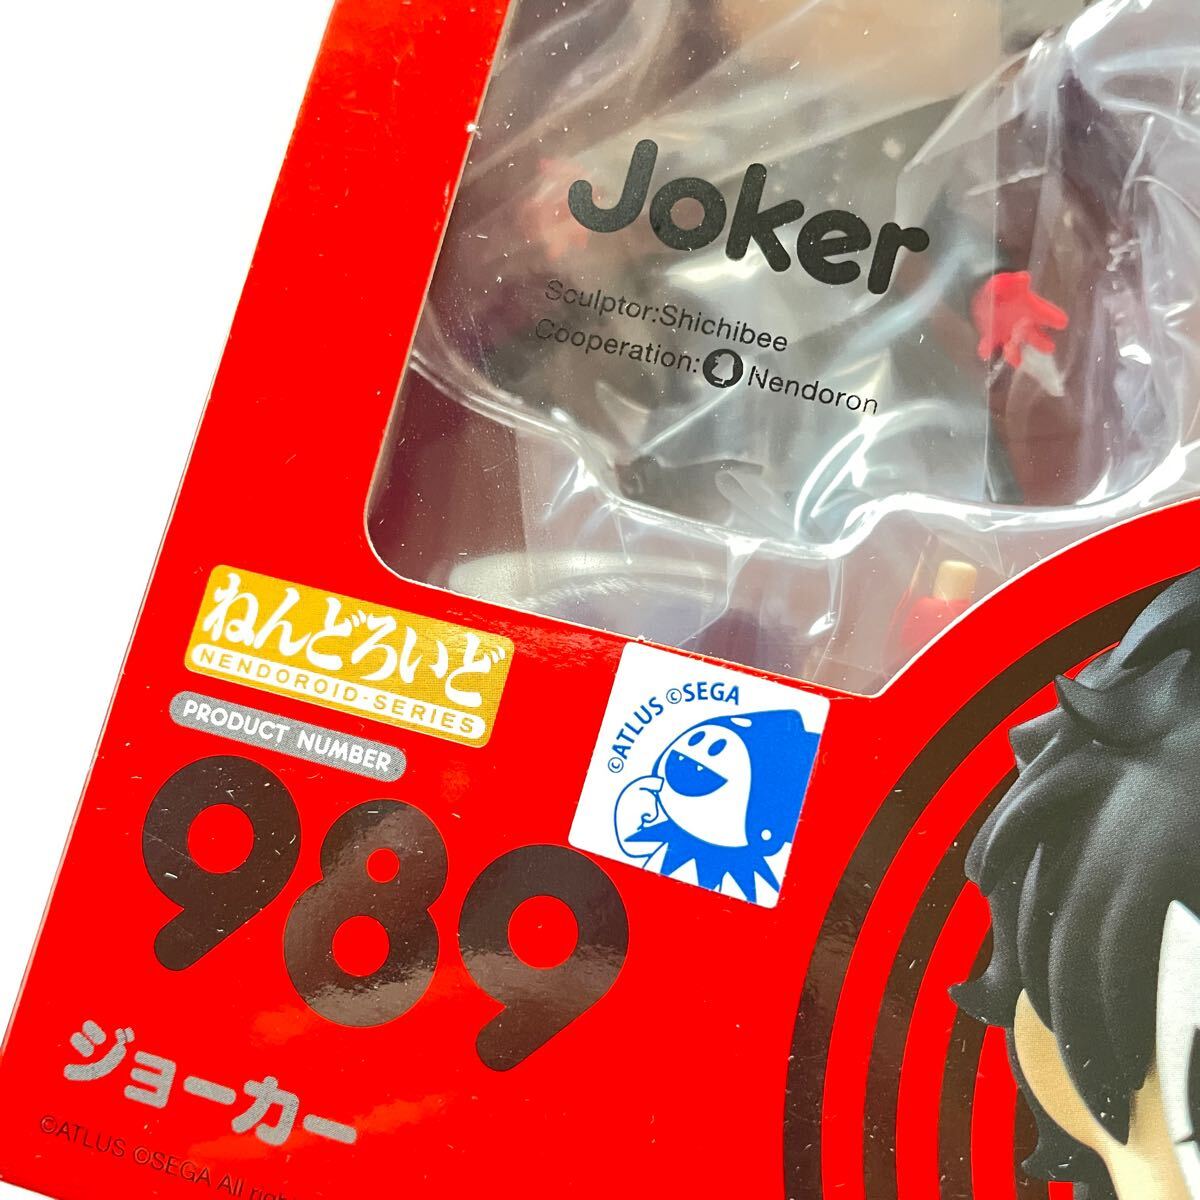 Joker
Sculptor:Shichibee
Cooperation: Nendoron
ねんどろいど
NENDOROID-SERIES
PRODUCT NUMBER
989
©ATLUS ©SEGA
ジョーカー
©ATLUS ©SEGA All